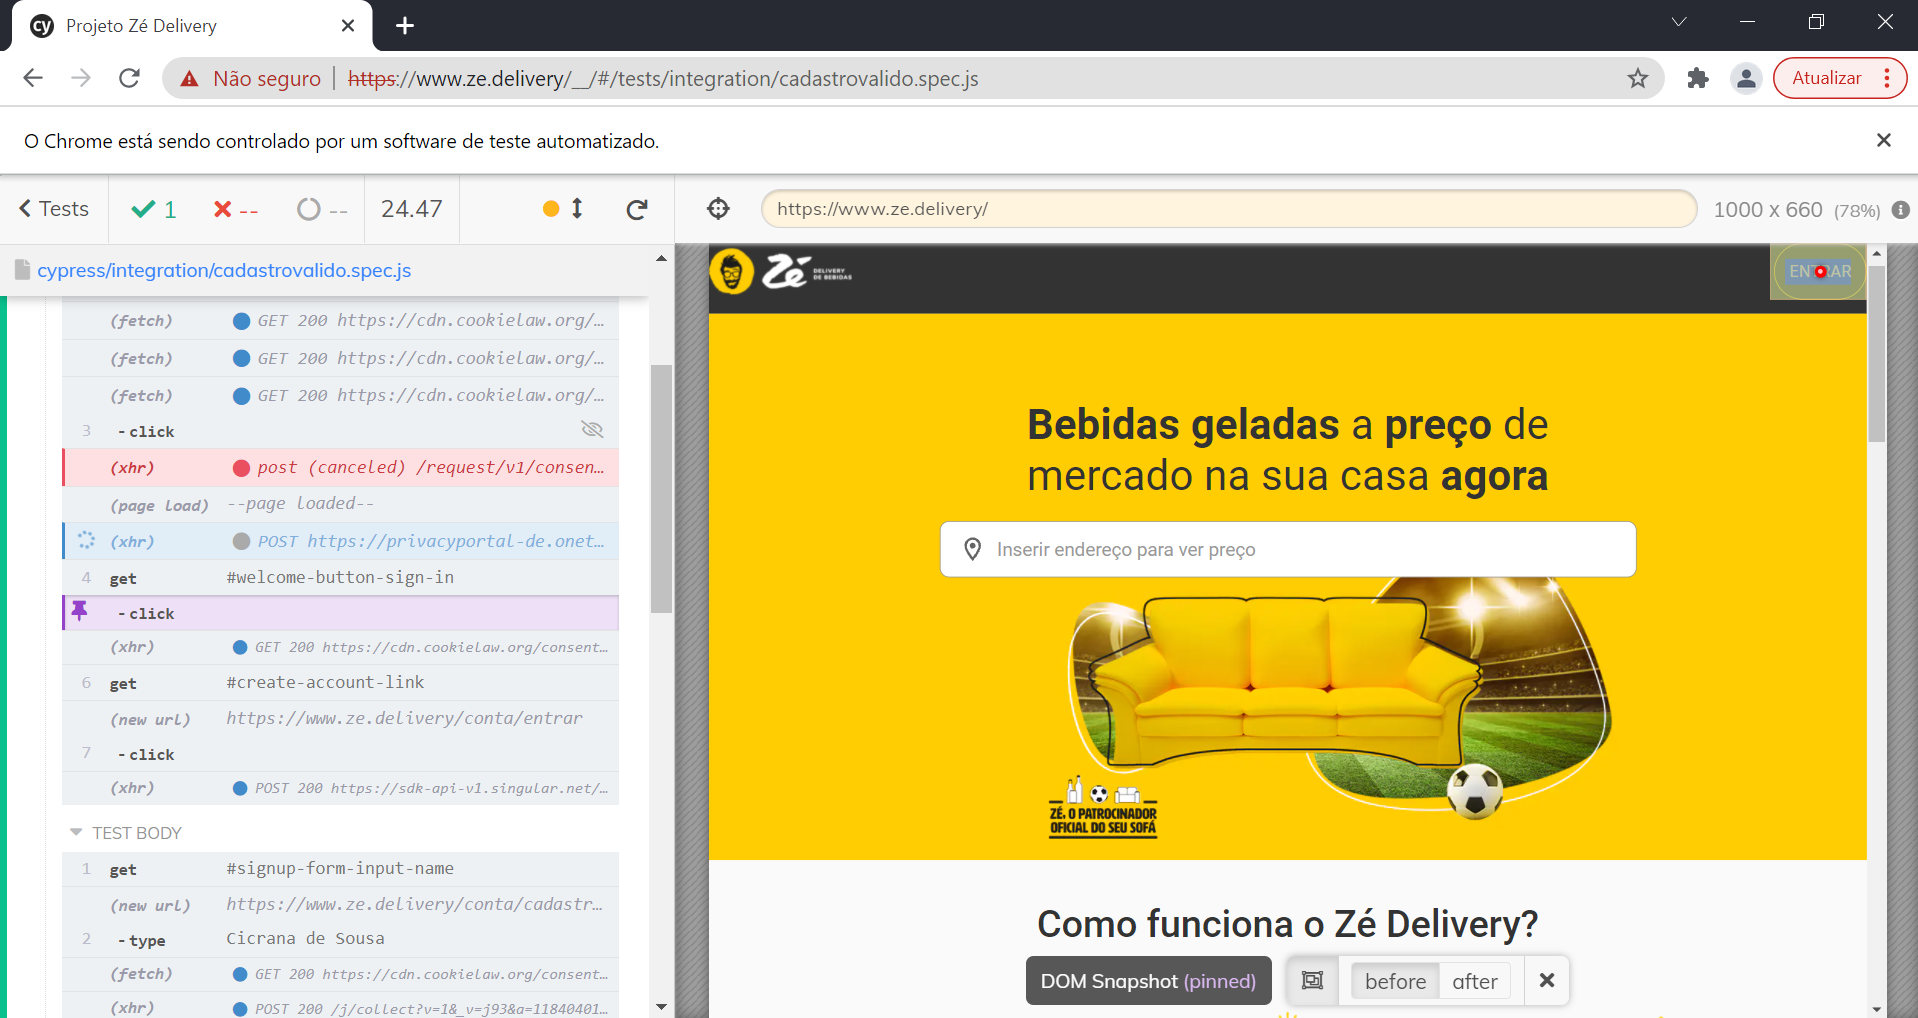 cy Projeto Zé Delivery
Não seguro | https://www.ze.delivery/__/#/tests/integration/cadastrovalido.spec.js
Atualizar
O Chrome está sendo controlado por um software de teste automatizado.
Tests 1 -- -- 24.47
https://www.ze.delivery/
1000 x 660 (78%)
cypress/integration/cadastrovalido.spec.js
(fetch) GET 200 https://cdn.cookielaw.org/…
(fetch) GET 200 https://cdn.cookielaw.org/…
(fetch) GET 200 https://cdn.cookielaw.org/…
3 -click
(xhr) post (canceled) /request/v1/consen…
(page load) --page loaded--
(xhr) POST https://privacyportal-de.onet…
4 get #welcome-button-sign-in
-click
(xhr) GET 200 https://cdn.cookielaw.org/consent…
6 get #create-account-link
(new url) https://www.ze.delivery/conta/entrar
7 -click
(xhr) POST 200 https://sdk-api-v1.singular.net/…
TEST BODY
1 get #signup-form-input-name
(new url) https://www.ze.delivery/conta/cadastr…
2 -type Cicrana de Sousa
(fetch) GET 200 https://cdn.cookielaw.org/consent…
(xhr) POST 200 /j/collect?v=1&_v=j93&a=11840401…
Zé DELIVERY
DE BEBIDAS
ENTRAR
Bebidas geladas a preço de
mercado na sua casa agora
Inserir endereço para ver preço
ZÉ, O PATROCINADOR
OFICIAL DO SEU SOFÁ
Como funciona o Zé Delivery?
DOM Snapshot (pinned)
before after